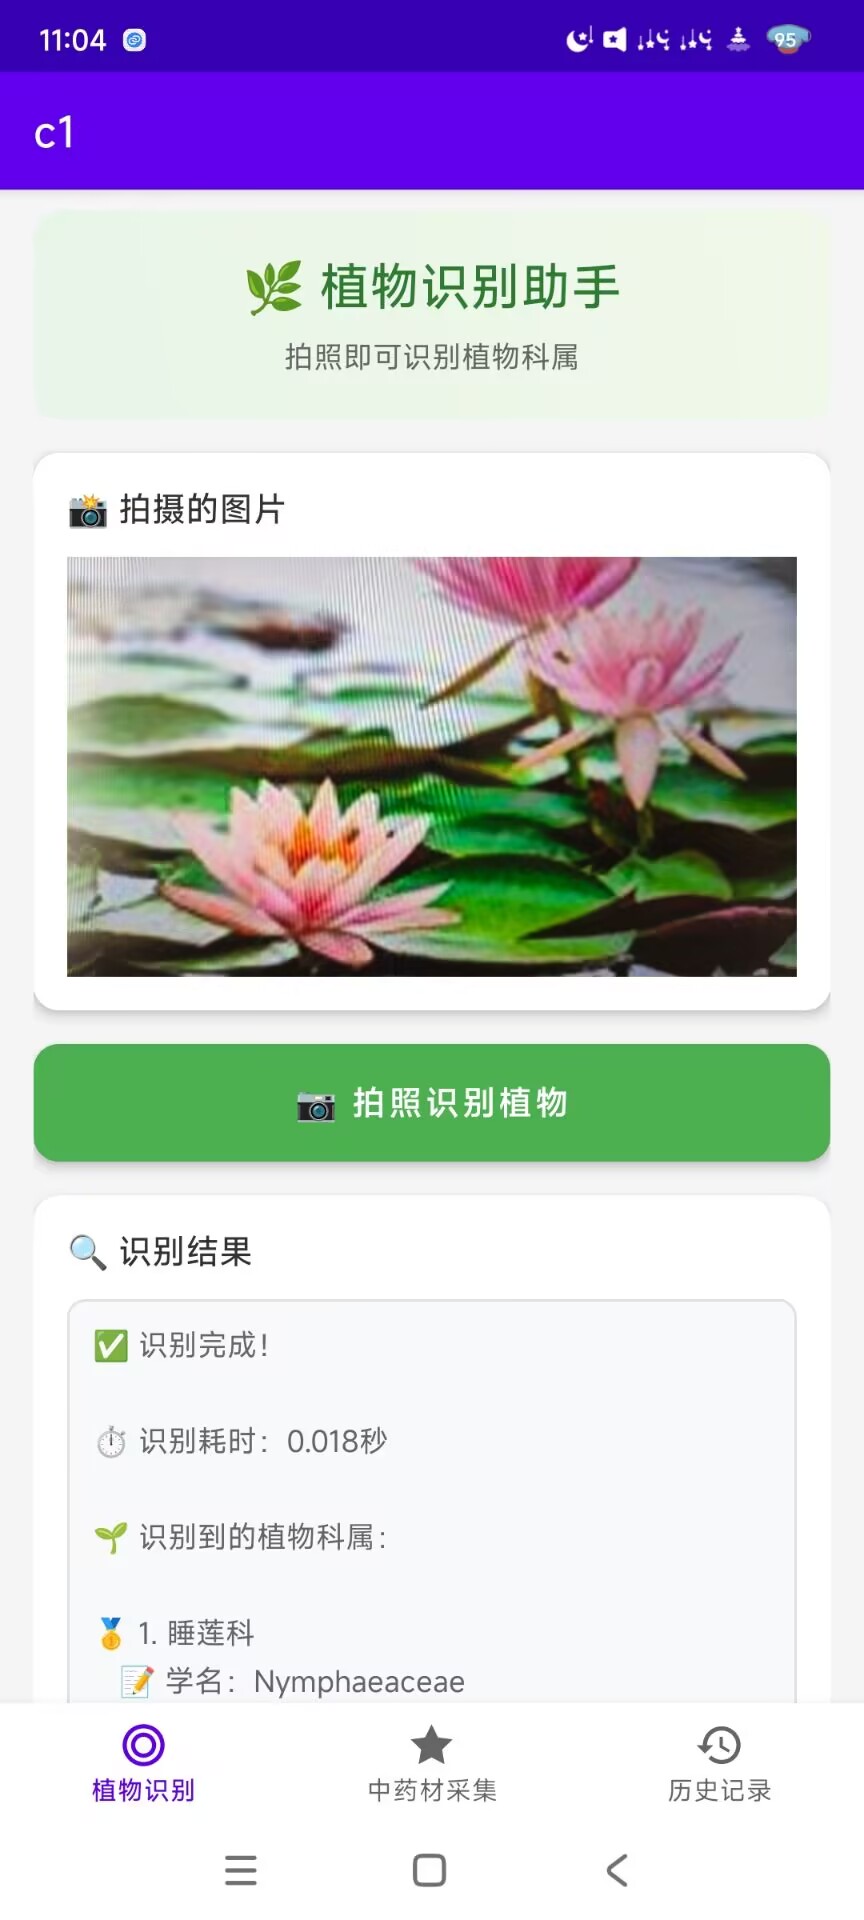 11:04
95
c1
植物识别助手
拍照即可识别植物科属
拍摄的图片
拍照识别植物
识别结果
识别完成！
识别耗时：0.018秒
识别到的植物科属：
1. 睡莲科
学名：Nymphaeaceae
植物识别
中药材采集
历史记录